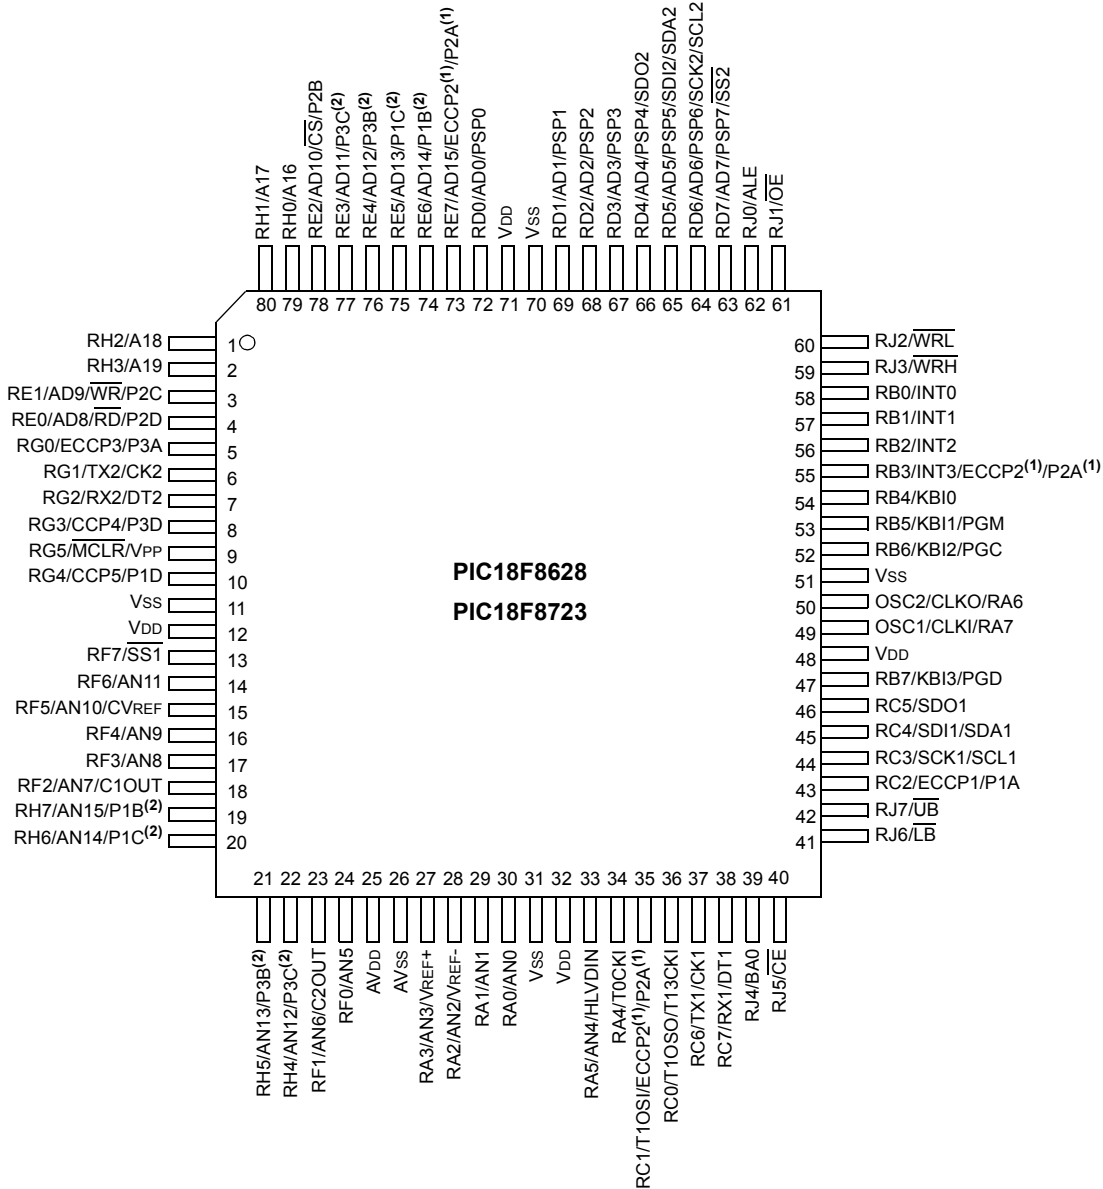 RH1/A17
RH0/A16
RE2/AD10/CS/P2B
RE3/AD11/P3C(2)
RE4/AD12/P3B(2)
RE5/AD13/P1C(2)
RE6/AD14/P1B(2)
RE7/AD15/ECCP2(1)/P2A(1)
RD0/AD0/PSP0
VDD
VSS
RD1/AD1/PSP1
RD2/AD2/PSP2
RD3/AD3/PSP3
RD4/AD4/PSP4/SDO2
RD5/AD5/PSP5/SDI2/SDA2
RD6/AD6/PSP6/SCK2/SCL2
RD7/AD7/PSP7/SS2
RJ0/ALE
RJ1/OE
80 79 78 77 76 75 74 73 72 71 70 69 68 67 66 65 64 63 62 61
RH2/A18 1
RH3/A19 2
RE1/AD9/WR/P2C 3
RE0/AD8/RD/P2D 4
RG0/ECCP3/P3A 5
RG1/TX2/CK2 6
RG2/RX2/DT2 7
RG3/CCP4/P3D 8
RG5/MCLR/VPP 9
RG4/CCP5/P1D 10
VSS 11
VDD 12
RF7/SS1 13
RF6/AN11 14
RF5/AN10/CVREF 15
RF4/AN9 16
RF3/AN8 17
RF2/AN7/C1OUT 18
RH7/AN15/P1B(2) 19
RH6/AN14/P1C(2) 20
PIC18F8628
PIC18F8723
60 RJ2/WRL
59 RJ3/WRH
58 RB0/INT0
57 RB1/INT1
56 RB2/INT2
55 RB3/INT3/ECCP2(1)/P2A(1)
54 RB4/KBI0
53 RB5/KBI1/PGM
52 RB6/KBI2/PGC
51 VSS
50 OSC2/CLKO/RA6
49 OSC1/CLKI/RA7
48 VDD
47 RB7/KBI3/PGD
46 RC5/SDO1
45 RC4/SDI1/SDA1
44 RC3/SCK1/SCL1
43 RC2/ECCP1/P1A
42 RJ7/UB
41 RJ6/LB
21 22 23 24 25 26 27 28 29 30 31 32 33 34 35 36 37 38 39 40
RH5/AN13/P3B(2)
RH4/AN12/P3C(2)
RF1/AN6/C2OUT
RF0/AN5
AVDD
AVSS
RA3/AN3/VREF+
RA2/AN2/VREF-
RA1/AN1
RA0/AN0
VSS
VDD
RA5/AN4/HLVDIN
RA4/T0CKI
RC1/T1OSI/ECCP2(1)/P2A(1)
RC0/T1OSO/T13CKI
RC6/TX1/CK1
RC7/RX1/DT1
RJ4/BA0
RJ5/CE